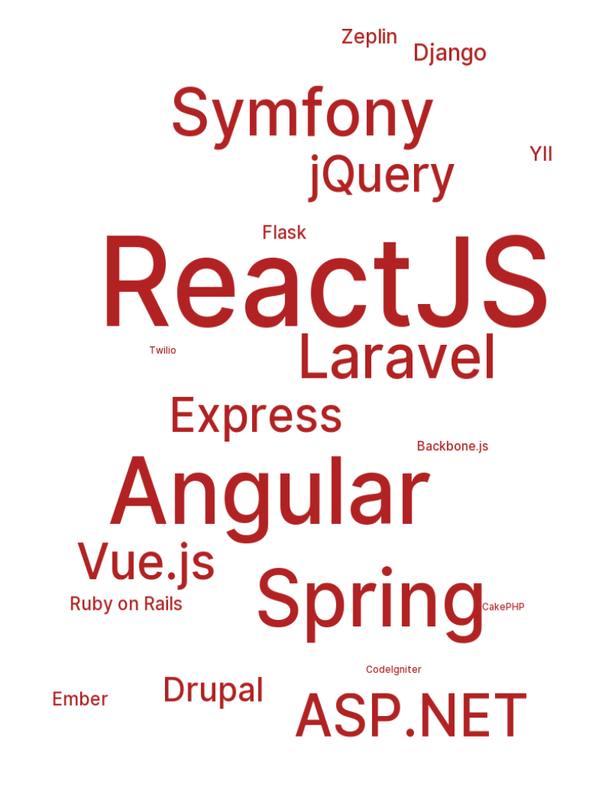 Zeplin
Django
Symfony
YII
jQuery
Flask
ReactJS
Twilio
Laravel
Express
Backbone.js
Angular
Vue.js
Ruby on Rails
Spring
CakePHP
CodeIgniter
Drupal
Ember
ASP.NET